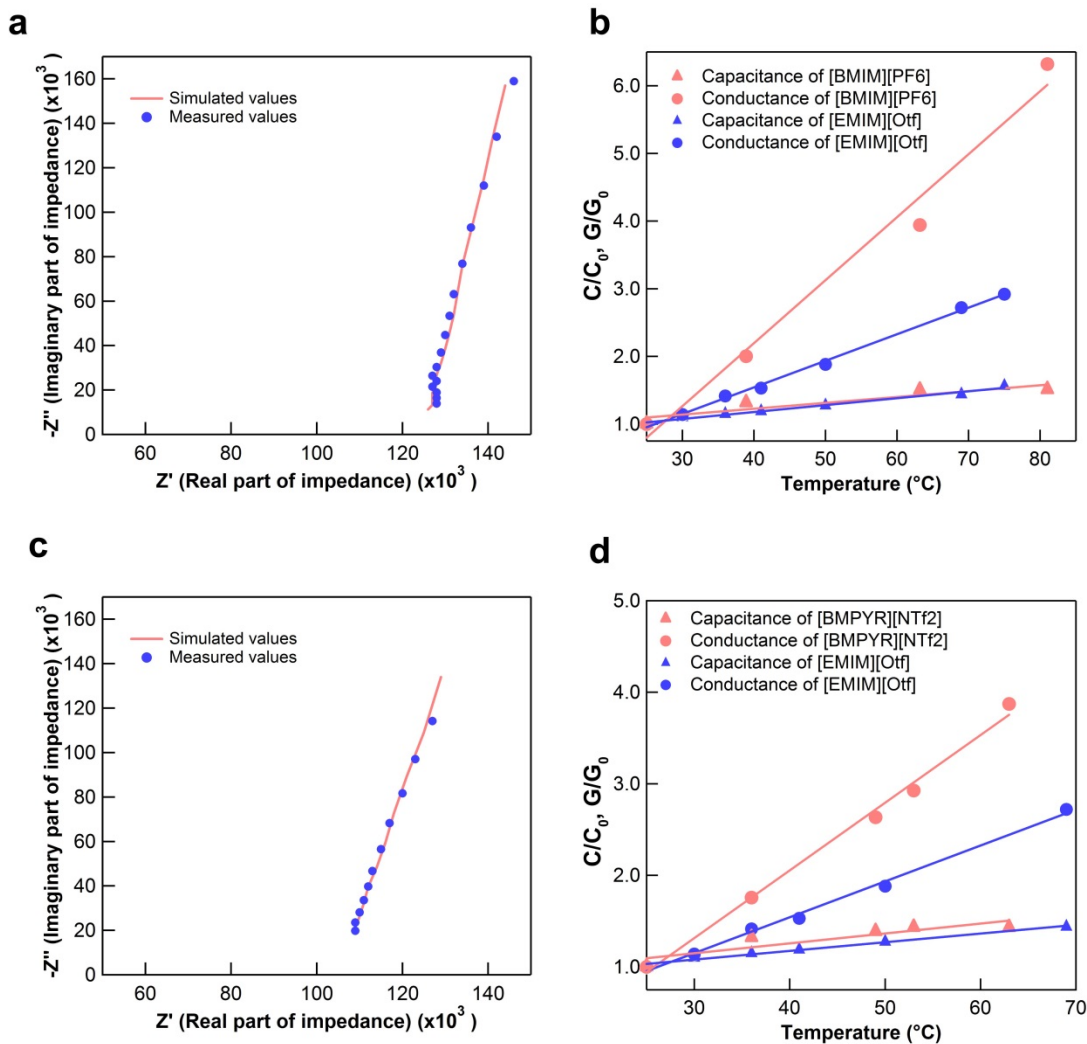 a
-Z" (Imaginary part of impedance) (x10³ )
160
140
120
100
80
60
40
20
0
Simulated values
Measured values
60
80
100
120
140
Z' (Real part of impedance) (x10³ )
b
C/C₀, G/G₀
6.0
5.0
4.0
3.0
2.0
1.0
Capacitance of [BMIM][PF6]
Conductance of [BMIM][PF6]
Capacitance of [EMIM][Otf]
Conductance of [EMIM][Otf]
30
40
50
60
70
80
Temperature (°C)
c
-Z" (Imaginary part of impedance) (x10³ )
160
140
120
100
80
60
40
20
0
Simulated values
Measured values
60
80
100
120
140
Z' (Real part of impedance) (x10³ )
d
C/C₀, G/G₀
5.0
4.0
3.0
2.0
1.0
Capacitance of [BMPYR][NTf2]
Conductance of [BMPYR][NTf2]
Capacitance of [EMIM][Otf]
Conductance of [EMIM][Otf]
30
40
50
60
70
Temperature (°C)